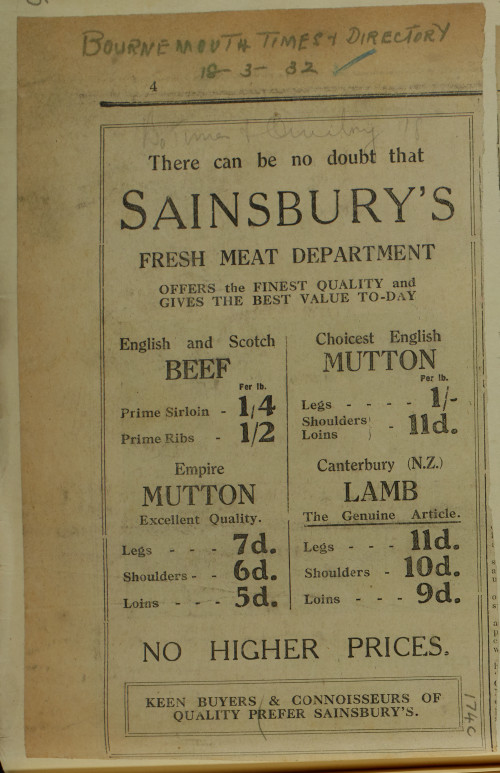 BOURNEMOUTH TIMES & DIRECTORY
18-3-32
4
There can be no doubt that
SAINSBURY'S
FRESH MEAT DEPARTMENT
OFFERS the FINEST QUALITY and
GIVES THE BEST VALUE TO-DAY
English and Scotch
BEEF
Per lb.
Prime Sirloin - 1/4
Prime Ribs - 1/2
Choicest English
MUTTON
Per lb.
Legs - - - - 1/-
Shoulders) - 11d.
Loins )
Empire
MUTTON
Excellent Quality.
Legs - - - 7d.
Shoulders - - 6d.
Loins - - - 5d.
Canterbury (N.Z.)
LAMB
The Genuine Article.
Legs - - - 11d.
Shoulders - 10d.
Loins - - - 9d.
NO HIGHER PRICES.
KEEN BUYERS & CONNOISSEURS OF
QUALITY PREFER SAINSBURY'S.
174C